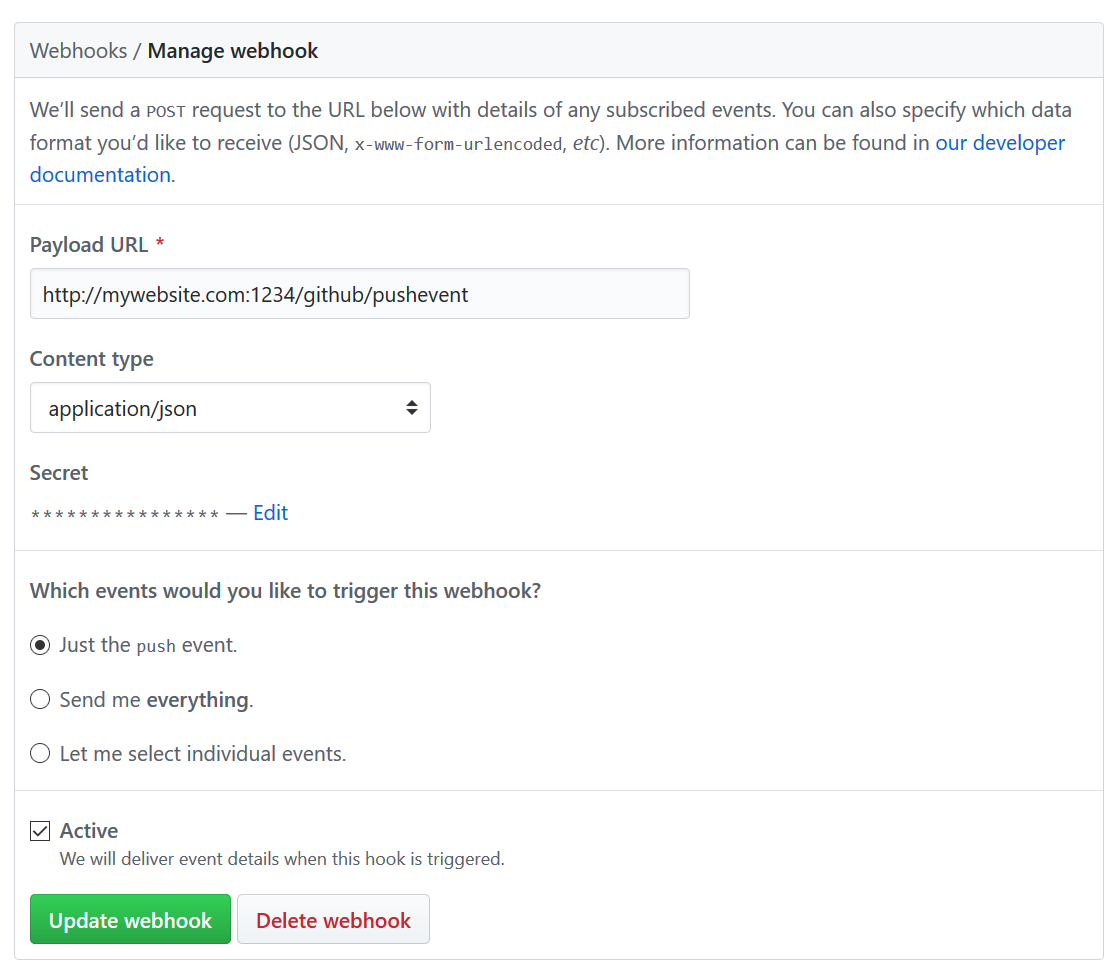 Webhooks / Manage webhook
We’ll send a POST request to the URL below with details of any subscribed events. You can also specify which data
format you’d like to receive (JSON, x-www-form-urlencoded, etc). More information can be found in our developer
documentation.
Payload URL *
http://mywebsite.com:1234/github/pushevent
Content type
application/json
Secret
**************** — Edit
Which events would you like to trigger this webhook?
Just the push event.
Send me everything.
Let me select individual events.
Active
We will deliver event details when this hook is triggered.
Update webhook Delete webhook